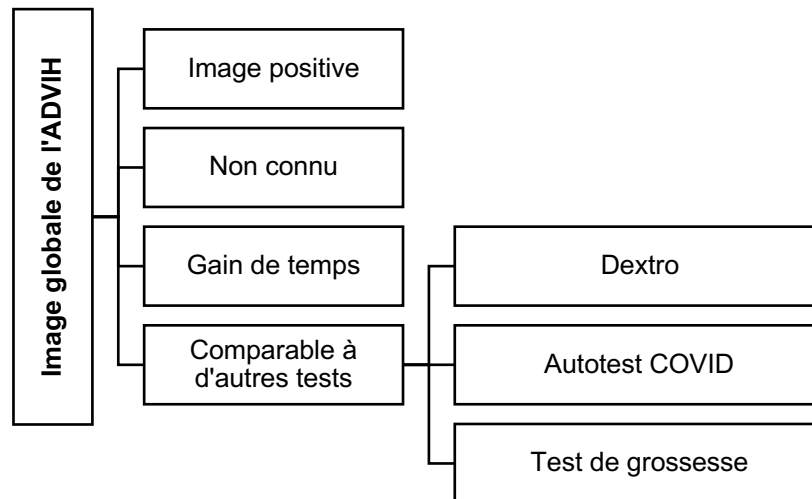 Image globale de l'ADVIH
Image positive
Non connu
Gain de temps
Comparable à
d'autres tests
Dextro
Autotest COVID
Test de grossesse